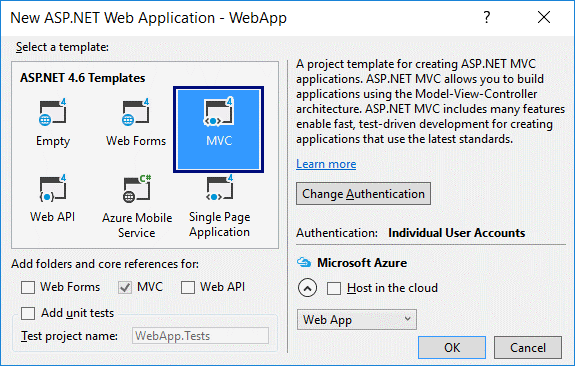 New ASP.NET Web Application - WebApp
? ×
Select a template:
ASP.NET 4.6 Templates
4
Empty
4
Web Forms
4
MVC
4
Web API
C#
Azure Mobile
Service
4
Single Page
Application
Add folders and core references for:
Web Forms
MVC
Web API
Add unit tests
Test project name:
WebApp.Tests
A project template for creating ASP.NET MVC
applications. ASP.NET MVC allows you to build
applications using the Model-View-Controller
architecture. ASP.NET MVC includes many features
enable fast, test-driven development for creating
applications that use the latest standards.
Learn more
Change Authentication
Authentication: Individual User Accounts
Microsoft Azure
Host in the cloud
Web App
OK
Cancel